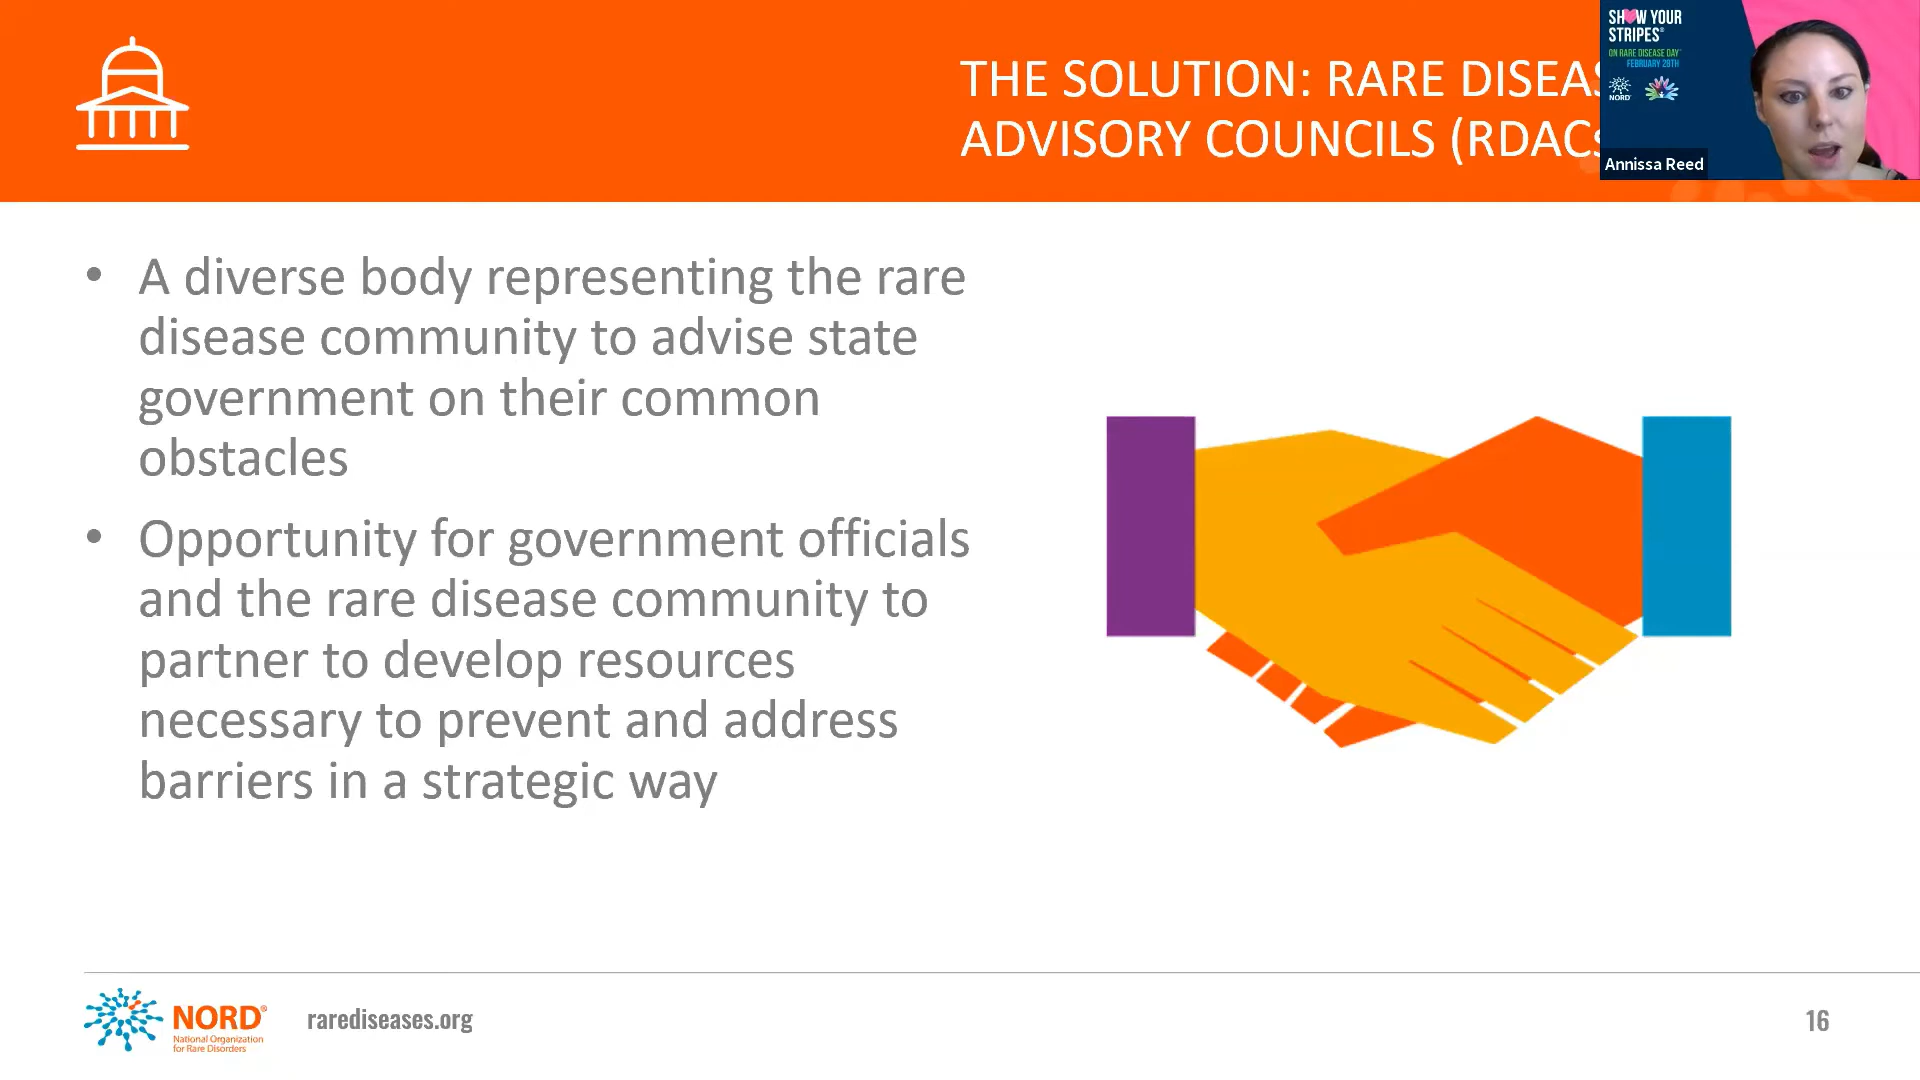 THE SOLUTION: RARE DISEAS
ADVISORY COUNCILS (RDACs
SHOW YOUR
STRIPES®
ON RARE DISEASE DAY
FEBRUARY 29TH
NORD
Annissa Reed
• A diverse body representing the rare
disease community to advise state
government on their common
obstacles
• Opportunity for government officials
and the rare disease community to
partner to develop resources
necessary to prevent and address
barriers in a strategic way
NORD®
National Organization
for Rare Disorders
rarediseases.org
16